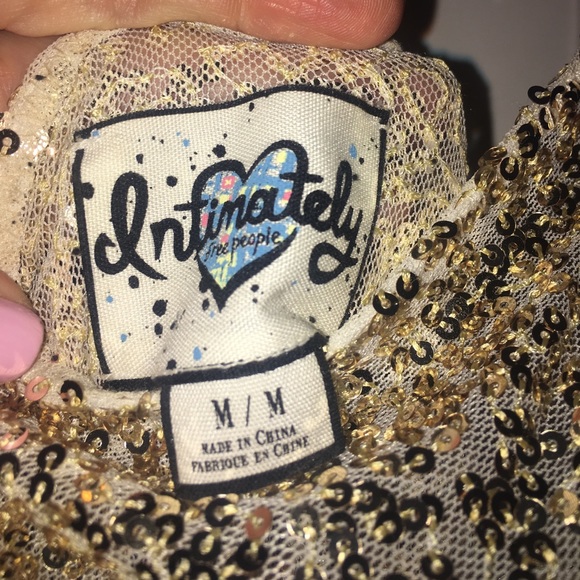 Intimately
free people
M / M
MADE IN CHINA
FABRIQUE EN CHINE